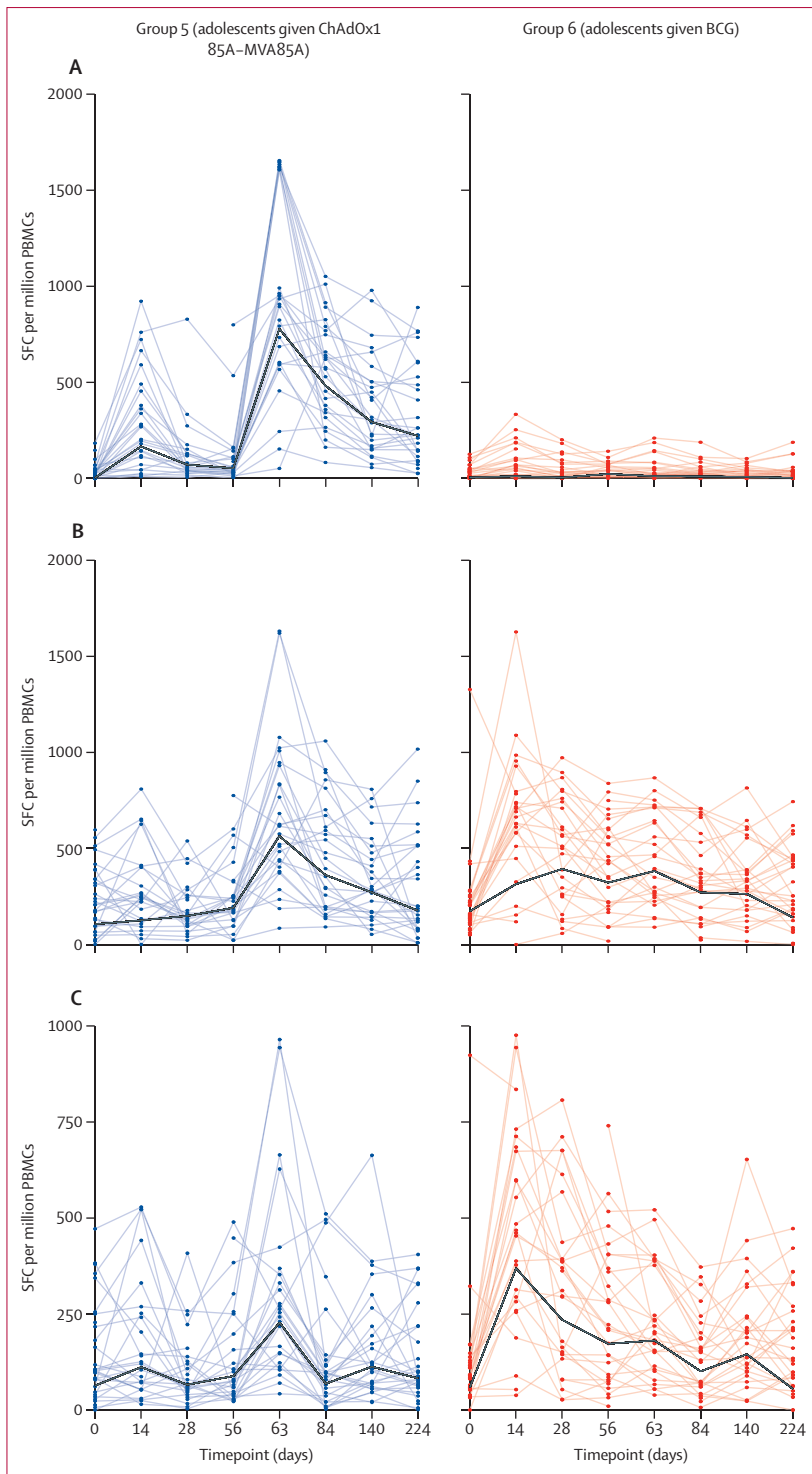 Group 5 (adolescents given ChAdOx1
85A–MVA85A)
Group 6 (adolescents given BCG)
A
2000
1500
1000
500
0
SFC per million PBMCs
B
2000
1500
1000
500
0
SFC per million PBMCs
C
1000
750
500
250
0
SFC per million PBMCs
0 14 28 56 63 84 140 224
Timepoint (days)
0 14 28 56 63 84 140 224
Timepoint (days)